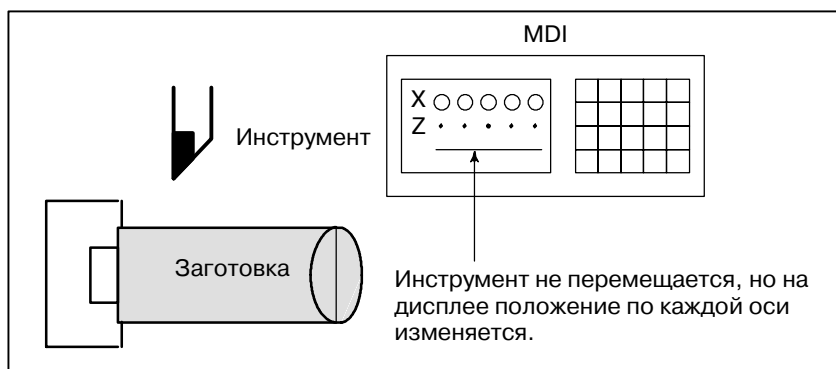 MDI
X
Z
Инструмент
Заготовка
Инструмент не перемещается, но на
дисплее положение по каждой оси
изменяется.